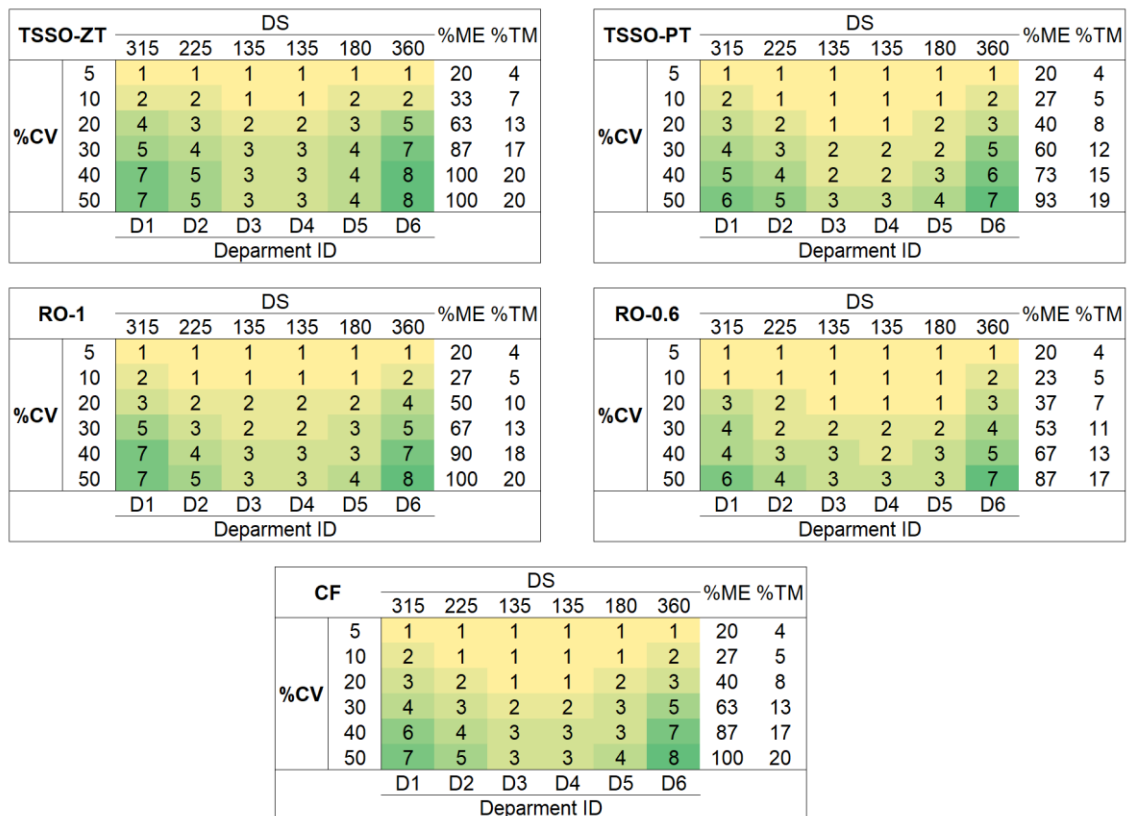 TSSO-ZT DS %ME %TM
315 225 135 135 180 360
%CV
5 1 1 1 1 1 1 20 4
10 2 2 1 1 2 2 33 7
20 4 3 2 2 3 5 63 13
30 5 4 3 3 4 7 87 17
40 7 5 3 3 4 8 100 20
50 7 5 3 3 4 8 100 20
D1 D2 D3 D4 D5 D6
Deparment ID
TSSO-PT DS %ME %TM
315 225 135 135 180 360
%CV
5 1 1 1 1 1 1 20 4
10 2 1 1 1 1 2 27 5
20 3 2 1 1 2 3 40 8
30 4 3 2 2 2 5 60 12
40 5 4 2 2 3 6 73 15
50 6 5 3 3 4 7 93 19
D1 D2 D3 D4 D5 D6
Deparment ID
RO-1 DS %ME %TM
315 225 135 135 180 360
%CV
5 1 1 1 1 1 1 20 4
10 2 1 1 1 1 2 27 5
20 3 2 2 2 2 4 50 10
30 5 3 2 2 3 5 67 13
40 7 4 3 3 3 7 90 18
50 7 5 3 3 4 8 100 20
D1 D2 D3 D4 D5 D6
Deparment ID
RO-0.6 DS %ME %TM
315 225 135 135 180 360
%CV
5 1 1 1 1 1 1 20 4
10 1 1 1 1 1 2 23 5
20 3 2 1 1 1 3 37 7
30 4 2 2 2 2 4 53 11
40 4 3 3 2 3 5 67 13
50 6 4 3 3 3 7 87 17
D1 D2 D3 D4 D5 D6
Deparment ID
CF DS %ME %TM
315 225 135 135 180 360
%CV
5 1 1 1 1 1 1 20 4
10 2 1 1 1 1 2 27 5
20 3 2 1 1 2 3 40 8
30 4 3 2 2 3 5 63 13
40 6 4 3 3 3 7 87 17
50 7 5 3 3 4 8 100 20
D1 D2 D3 D4 D5 D6
Deparment ID